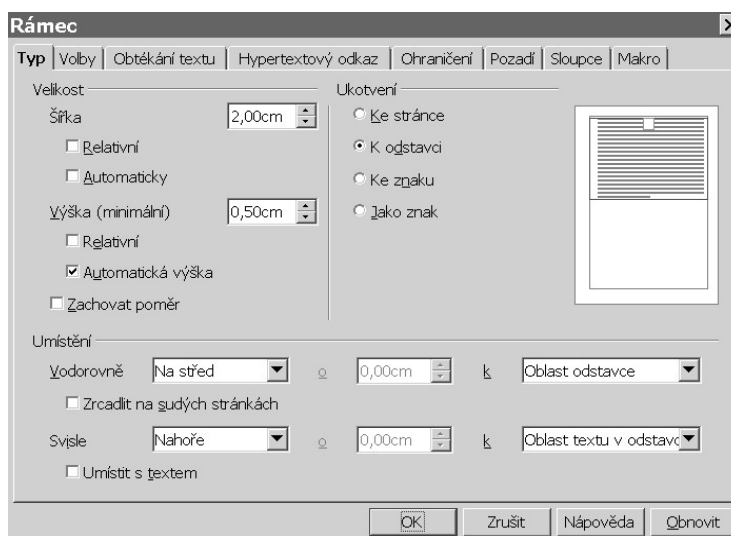 Rámec
Typ Volby Obtékání textu Hypertextový odkaz Ohraničení Pozadí Sloupce Makro
Velikost
Šířka 2,00cm
Relativní
Automaticky
Výška (minimální) 0,50cm
Relativní
Automatická výška
Zachovat poměr
Ukotvení
Ke stránce
K odstavci
Ke znaku
Jako znak
Umístění
Vodorovně Na střed o 0,00cm k Oblast odstavce
Zrcadlit na sudých stránkách
Svisle Nahoře o 0,00cm k Oblast textu v odstavc
Umístit s textem
OK Zrušit Nápověda Obnovit